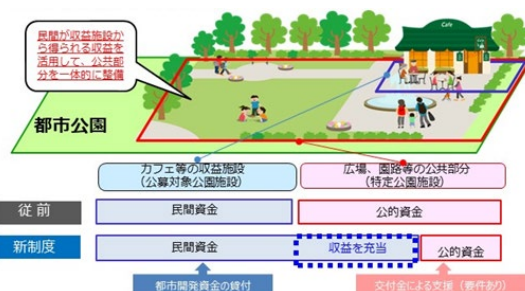 民間が収益施設か
ら得られる収益を
活用して、公共部
分を一体的に整備
Cafe
都市公園
カフェ等の収益施設
（公募対象公園施設）
広場、園路等の公共部分
（特定公園施設）
従前
民間資金
公的資金
新制度
民間資金
収益を充当
公的資金
都市開発資金の貸付
交付金による支援（要件あり）